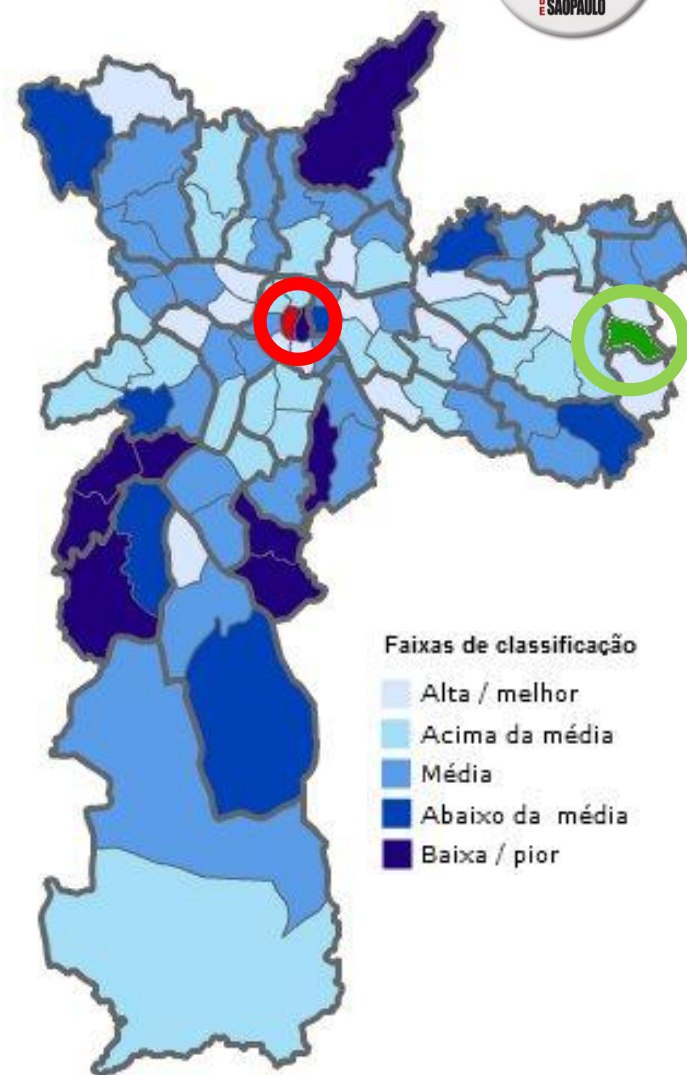 E SÃO PAULO
Faixas de classificação
Alta / melhor
Acima da média
Média
Abaixo da média
Baixa / pior